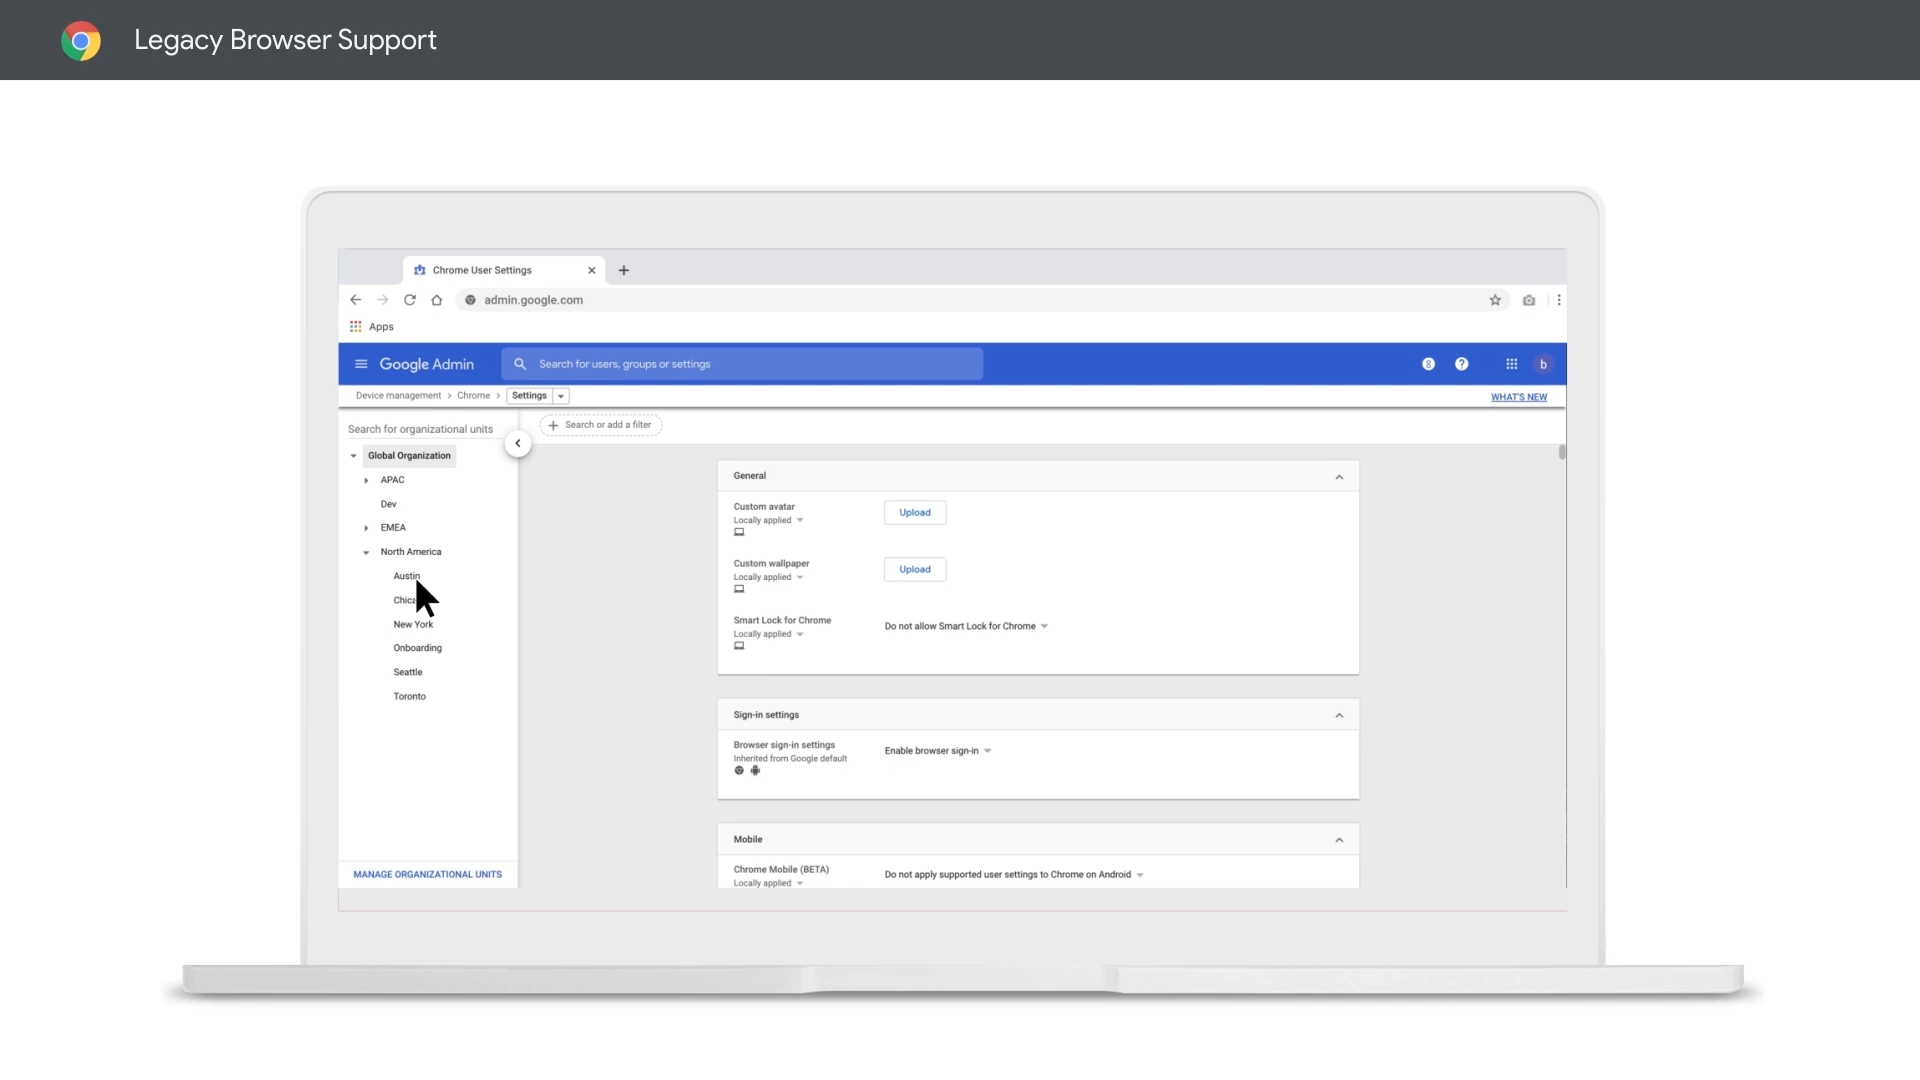 Legacy Browser Support
Chrome User Settings
admin.google.com
Apps
Google Admin
Search for users, groups or settings
8
?
b
Device management > Chrome > Settings
WHAT'S NEW
Search for organizational units
Search or add a filter
Global Organization
APAC
Dev
EMEA
North America
Austin
New York
Onboarding
Seattle
Toronto
MANAGE ORGANIZATIONAL UNITS
General
Custom avatar
Locally applied
Upload
Custom wallpaper
Locally applied
Upload
Smart Lock for Chrome
Locally applied
Do not allow Smart Lock for Chrome
Sign-in settings
Browser sign-in settings
Inherited from Google default
Enable browser sign-in
Mobile
Chrome Mobile (BETA)
Locally applied
Do not apply supported user settings to Chrome on Android